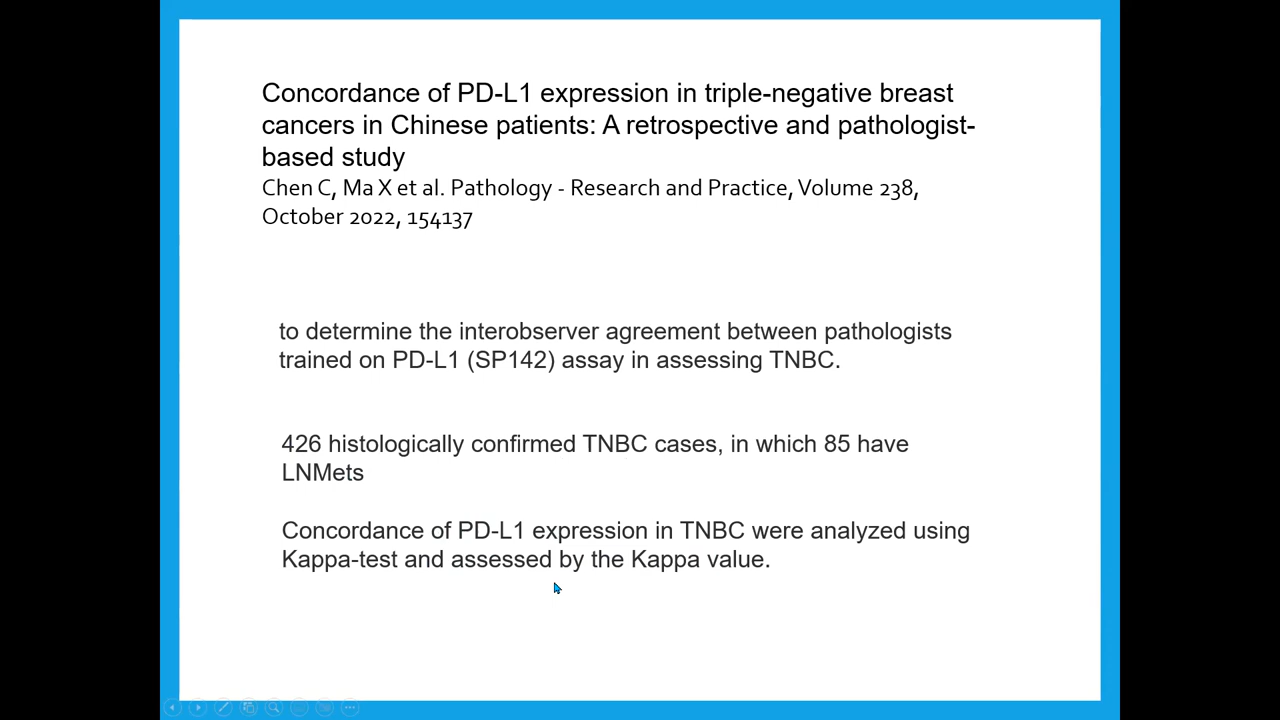 Concordance of PD-L1 expression in triple-negative breast
cancers in Chinese patients: A retrospective and pathologist-
based study
Chen C, Ma X et al. Pathology - Research and Practice, Volume 238,
October 2022, 154137
to determine the interobserver agreement between pathologists
trained on PD-L1 (SP142) assay in assessing TNBC.
426 histologically confirmed TNBC cases, in which 85 have
LNMets
Concordance of PD-L1 expression in TNBC were analyzed using
Kappa-test and assessed by the Kappa value.